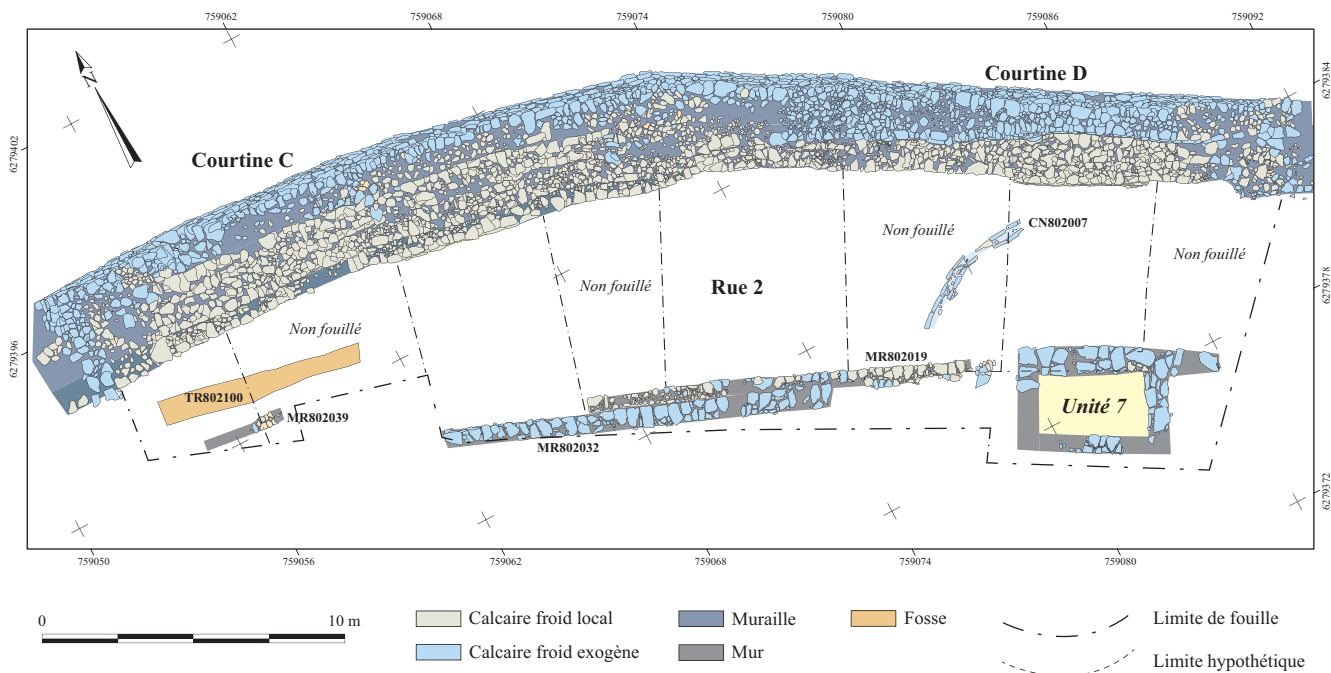 759062 759068 759074 759080 759086 759092
Courtine D
6279384
N
6279402
Courtine C
CN802007
Non fouillé
Non fouillé
Non fouillé
Rue 2
6279378
Non fouillé
6279396
MR802019
TR802100
Unité 7
MR802039
MR802032
6279372
759050 759056 759062 759068 759074 759080
0 10 m
Calcaire froid local
Muraille
Fosse
Limite de fouille
Calcaire froid exogène
Mur
Limite hypothétique